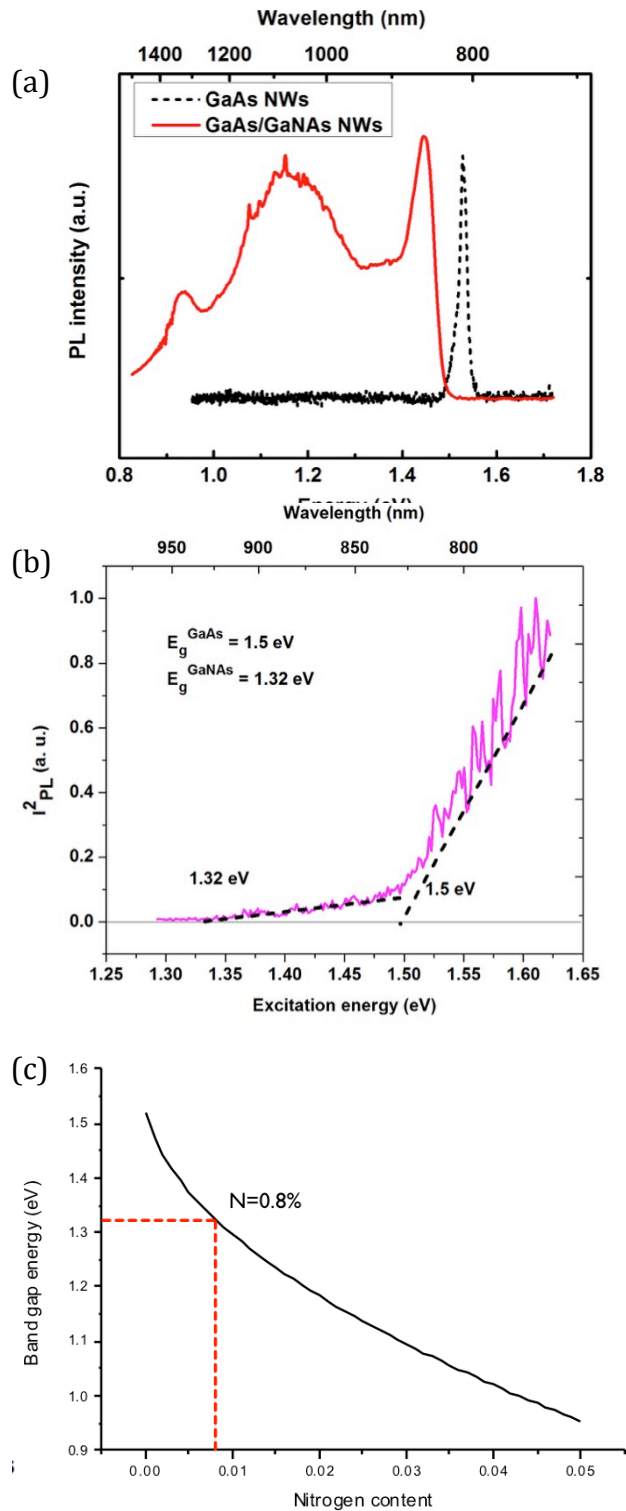 (a)
Wavelength (nm)
1400 1200 1000 800
GaAs NWs
GaAs/GaNAs NWs
PL intensity (a.u.)
0.8 1.0 1.2 1.4 1.6 1.8
Energy (eV)
(b)
Wavelength (nm)
950 900 850 800
1.0
0.8
0.6
0.4
0.2
0.0
E_g^GaAs = 1.5 eV
E_g^GaNAs = 1.32 eV
I^2_PL (a. u.)
1.32 eV
1.5 eV
1.25 1.30 1.35 1.40 1.45 1.50 1.55 1.60 1.65
Excitation energy (eV)
(c)
1.6
1.5
1.4
1.3
1.2
1.1
1.0
0.9
N=0.8%
Band gap energy (eV)
0.00 0.01 0.02 0.03 0.04 0.05
Nitrogen content